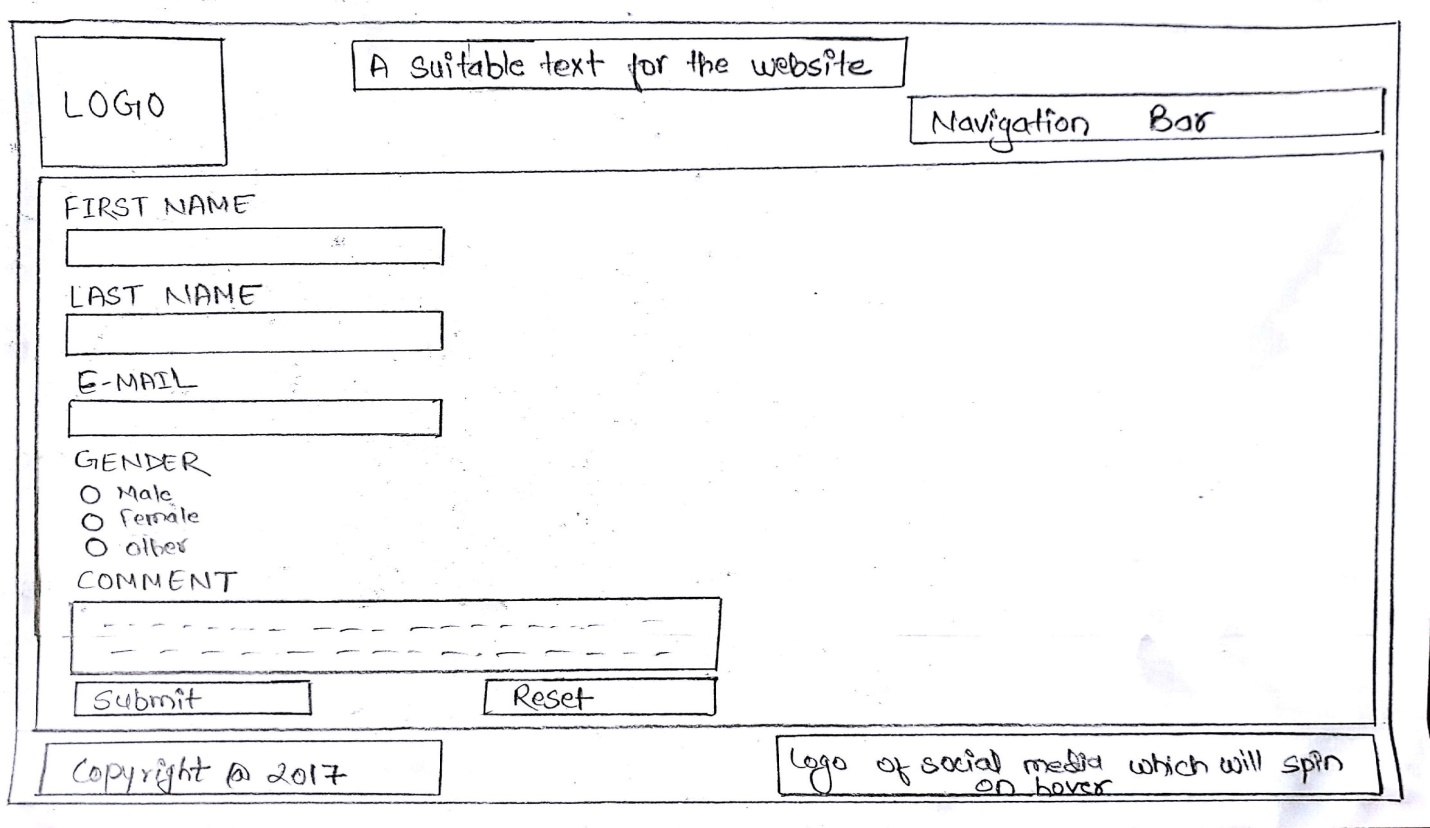 LOGO
A suitable text for the website
Navigation Bar
FIRST NAME
LAST NAME
E-MAIL
GENDER
Male
Female
other
COMMENT
Submit
Reset
Copyright @ 2017
Logo of social media which will spin
on hover